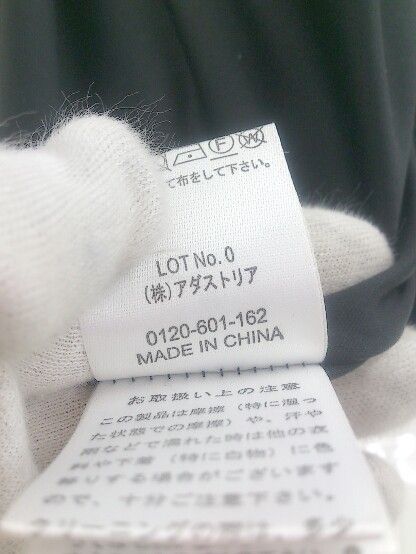 て布をして下さい。
LOT No. 0
(株)アダストリア
0120-601-162
MADE IN CHINA
お取扱い上の注意
この製品は摩擦(特に湿っ
た状態での摩擦)や、汗や
雨などで濡れた時は他の衣
料や下着(特に白物)に色
移りする場合がございます
ので、十分ご注意下さい。